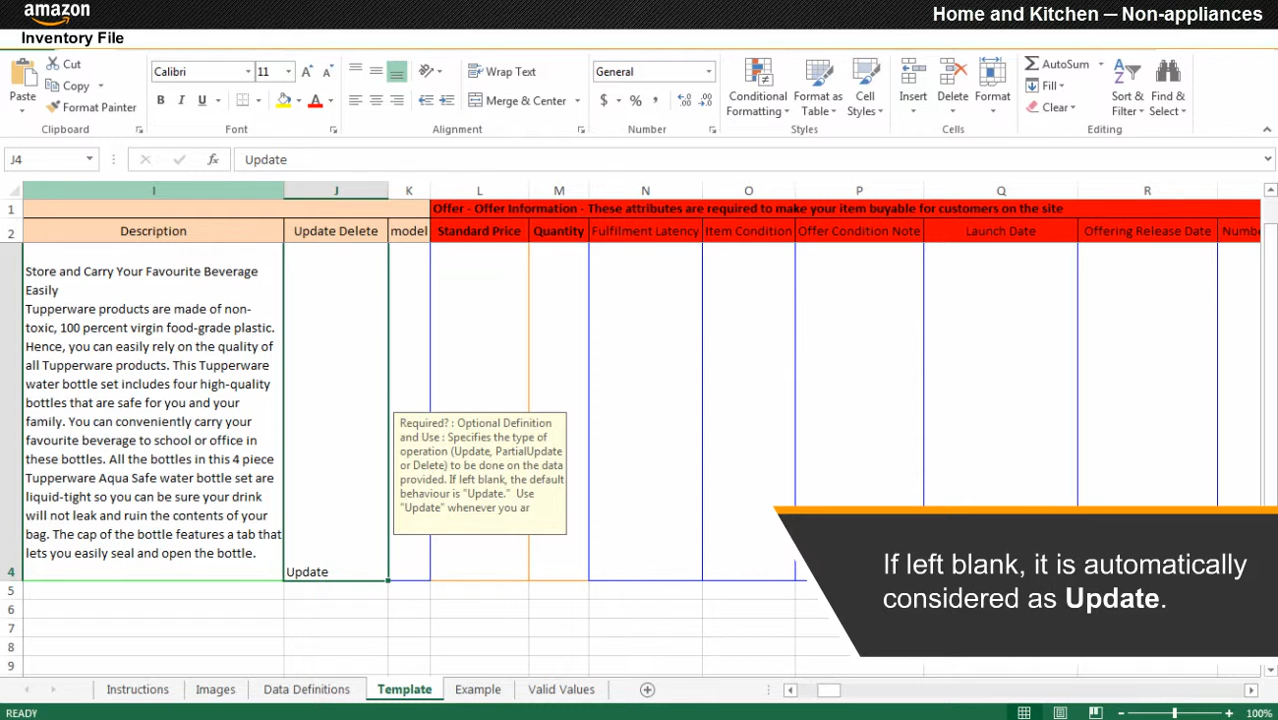 amazon
Home and Kitchen — Non-appliances
Inventory File
Cut
Copy
Format Painter
Paste
Clipboard
Calibri
11
A A
B I U
A
Font
Wrap Text
Merge & Center
Alignment
General
$ % , .0 .00 .00 .0
Number
Conditional
Formatting
Format as
Table
Cell
Styles
Styles
Insert
Delete
Format
Cells
AutoSum
Fill
Clear
Sort &
Filter
Find &
Select
Editing
J4
fx
Update
I J K L M N O P Q R
1 Offer - Offer Information - These attributes are required to make your item buyable for customers on the site
2 Description Update Delete model Standard Price Quantity Fulfilment Latency Item Condition Offer Condition Note Launch Date Offering Release Date Numbe
Store and Carry Your Favourite Beverage
Easily
Tupperware products are made of non-
toxic, 100 percent virgin food-grade plastic.
Hence, you can easily rely on the quality of
all Tupperware products. This Tupperware
water bottle set includes four high-quality
bottles that are safe for you and your
family. You can conveniently carry your
favourite beverage to school or office in
these bottles. All the bottles in this 4 piece
Tupperware Aqua Safe water bottle set are
liquid-tight so you can be sure your drink
will not leak and ruin the contents of your
bag. The cap of the bottle features a tab that
lets you easily seal and open the bottle.
4 Update
Required? : Optional Definition
and Use : Specifies the type of
operation (Update, PartialUpdate
or Delete) to be done on the data
provided. If left blank, the default
behaviour is "Update." Use
"Update" whenever you ar
If left blank, it is automatically
considered as Update.
5
6
7
8
9
Instructions Images Data Definitions Template Example Valid Values
READY
100%